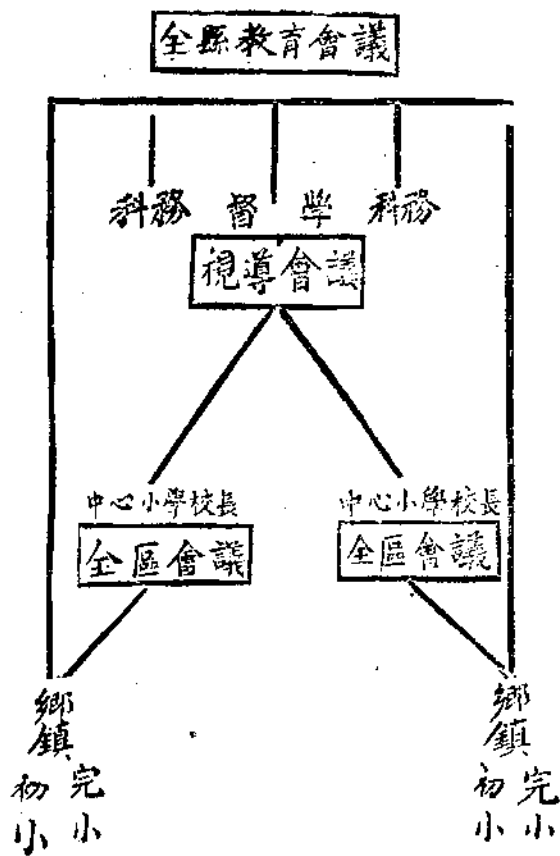 全縣教育會議
科務 督學 科務
視導會議
中心小學校長 中心小學校長
全區會議 全區會議
鄉鎮 鄉鎮
初小 完小 初小 完小